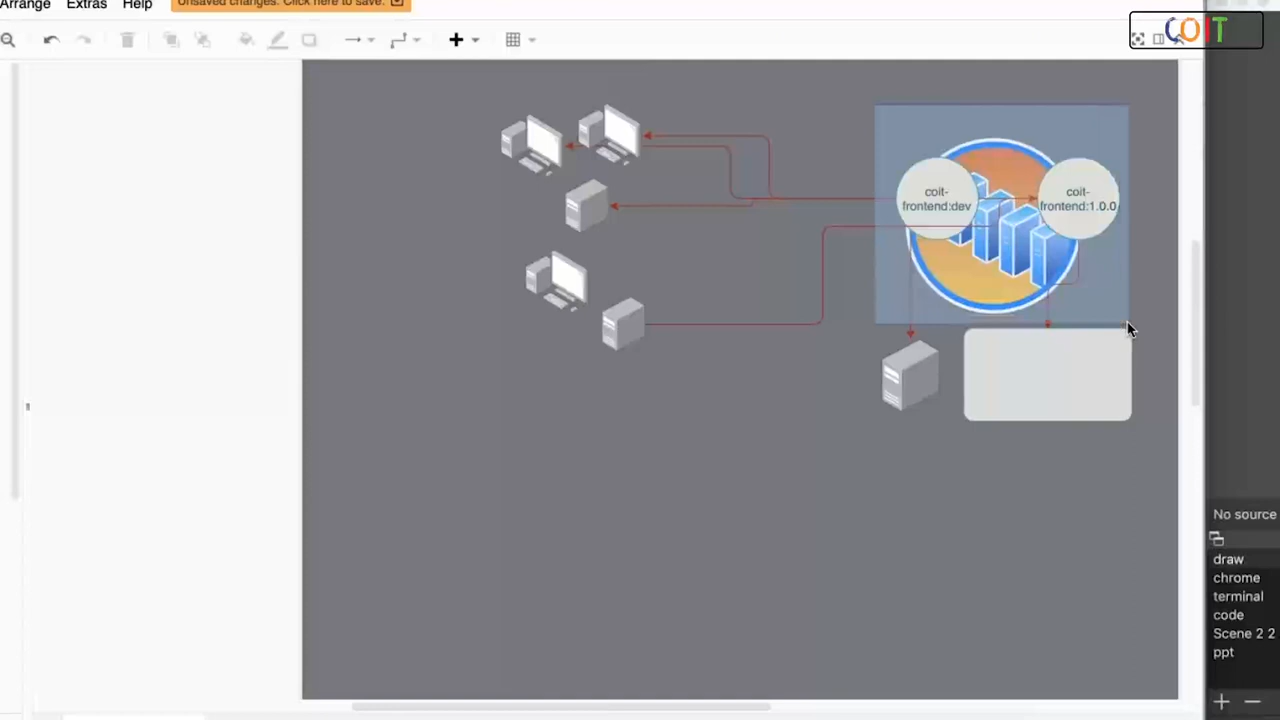 Arrange Extras Help Unsaved changes. Click here to save.
COIT
coit-
frontend:dev
coit-
frontend:1.0.0
No source
draw
chrome
terminal
code
Scene 2 2
ppt